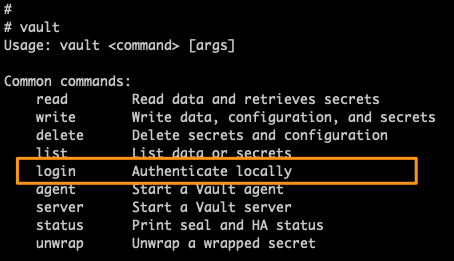 #
# vault
Usage: vault <command> [args]
Common commands:
read Read data and retrieves secrets
write Write data, configuration, and secrets
delete Delete secrets and configuration
list List data or secrets
login Authenticate locally
agent Start a Vault agent
server Start a Vault server
status Print seal and HA status
unwrap Unwrap a wrapped secret